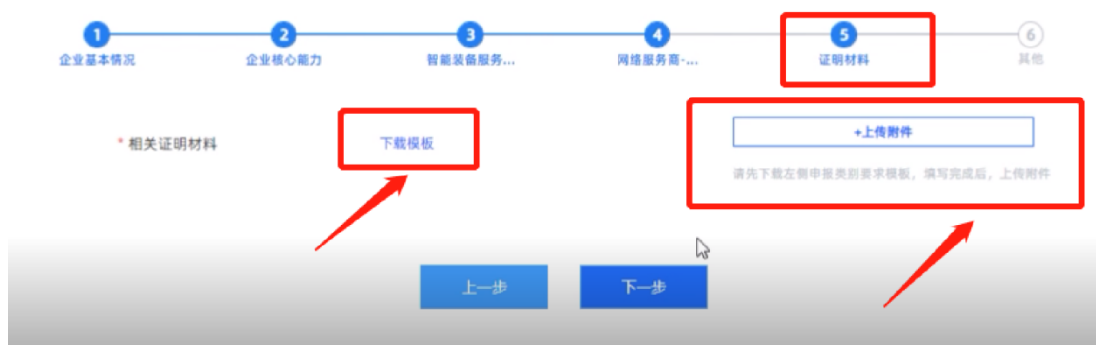 1 2 3 4 5 6
企业基本情况 企业核心能力 智能装备服务... 网络服务商-... 证明材料 其他
* 相关证明材料 下载模板 +上传附件
请先下载左侧申报类别要求模板，填写完成后，上传附件
上一步 下一步